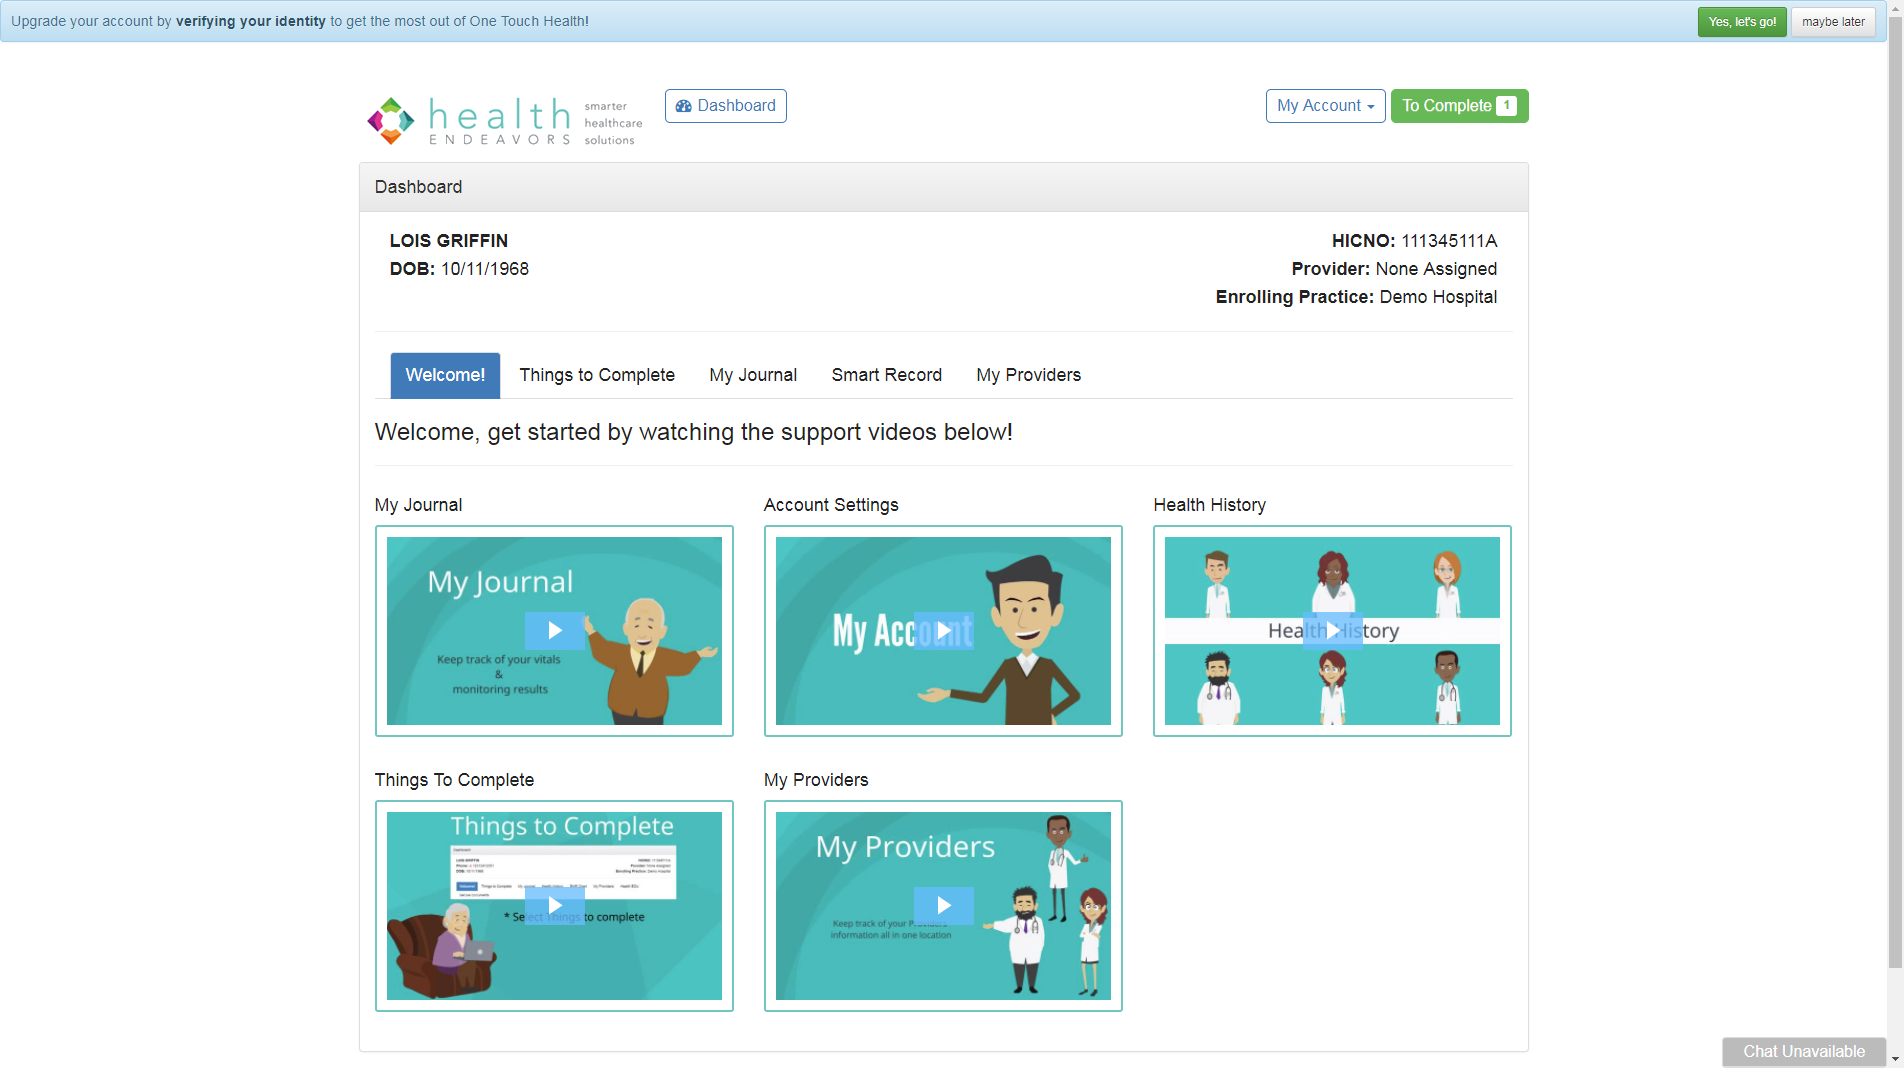 Upgrade your account by verifying your identity to get the most out of One Touch Health!
Yes, let's go!
maybe later
health
ENDEAVORS
smarter
healthcare
solutions
Dashboard
My Account
To Complete 1
Dashboard
LOIS GRIFFIN
DOB: 10/11/1968
HICNO: 111345111A
Provider: None Assigned
Enrolling Practice: Demo Hospital
Welcome!
Things to Complete
My Journal
Smart Record
My Providers
Welcome, get started by watching the support videos below!
My Journal
Account Settings
Health History
My Journal
Keep track of your vitals
&
monitoring results
My Account
Health History
Things To Complete
My Providers
Things to Complete
Dashboard
LOIS GRIFFIN
* Select Things to complete
My Providers
Keep track of your Providers
information all in one location
Chat Unavailable